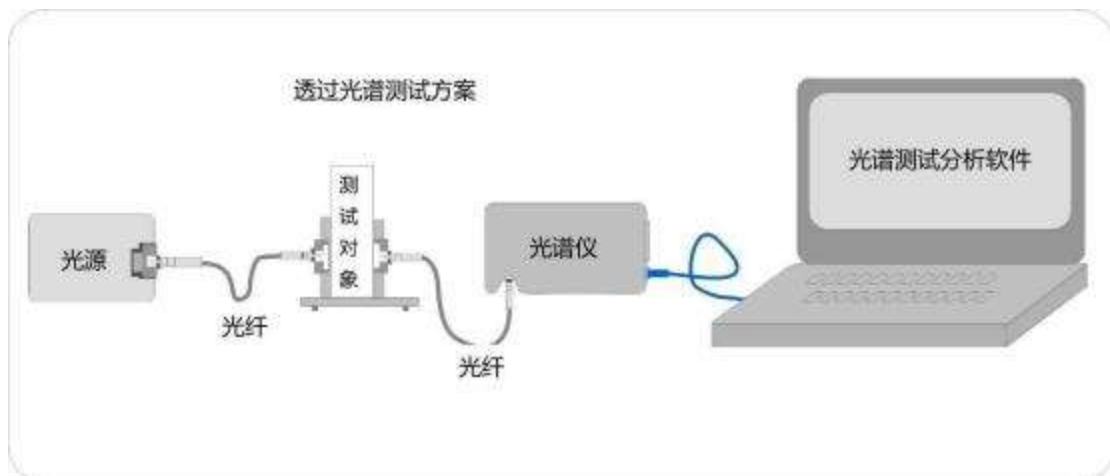 透过光谱测试方案
光谱测试分析软件
测
试
对
象
光源
光谱仪
光纤
光纤